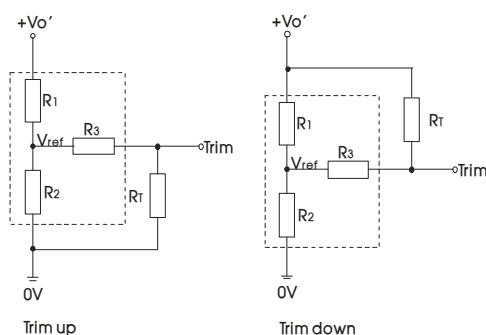 +Vo'
R1
Vref
R3
Trim
R2
RT
0V
Trim up
+Vo'
R1
RT
Vref
R3
Trim
R2
0V
Trim down